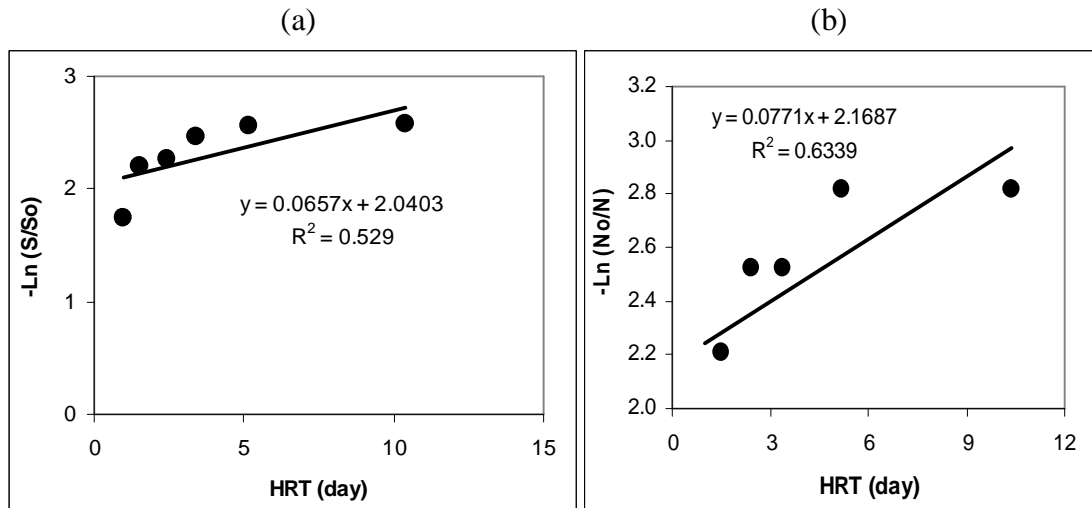 (a)
(b)
3
2
1
0
0
5
10
15
-Ln (S/So)
y = 0.0657x + 2.0403
R² = 0.529
HRT (day)
3.2
3.0
2.8
2.6
2.4
2.2
2.0
0
3
6
9
12
-Ln (No/N)
y = 0.0771x + 2.1687
R² = 0.6339
HRT (day)